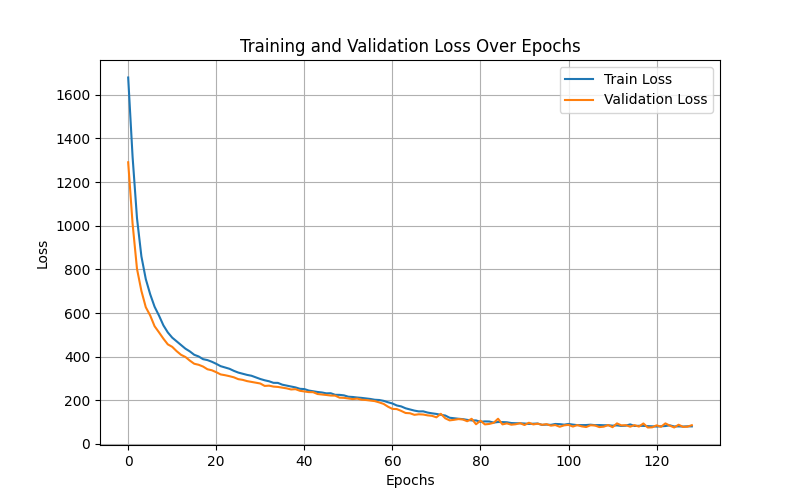 Training and Validation Loss Over Epochs
Train Loss
Validation Loss
1600
1400
1200
1000
800
600
400
200
0
Loss
0 20 40 60 80 100 120
Epochs